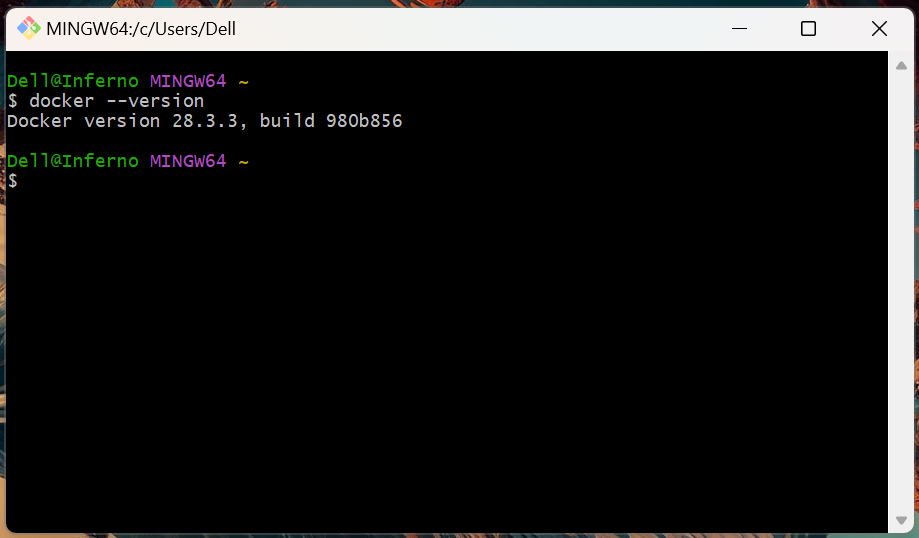 MINGW64:/c/Users/Dell
Dell@Inferno MINGW64 ~
$ docker --version
Docker version 28.3.3, build 980b856
Dell@Inferno MINGW64 ~
$